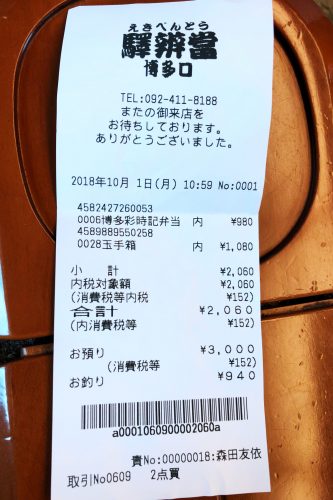 えきべんとう
驛辨當
博多口
TEL:092-411-8188
またの御来店を
お待ちしております。
ありがとうございました。
2018年10月 1日(月) 10:59 No:0001
4582427260053
0006博多彩時記弁当 内 ¥980
4589889550258
0028玉手箱 内 ¥1,080
小 計 ¥2,060
内税対象額 ¥2,060
(消費税等内税 ¥152)
合計 ¥2,060
(内消費税等 ¥152)
お預り ¥3,000
(消費税等 ¥152)
お釣り ¥940
a0001060900002060a
責No:00000018:森田友依
取引No0609 2点買